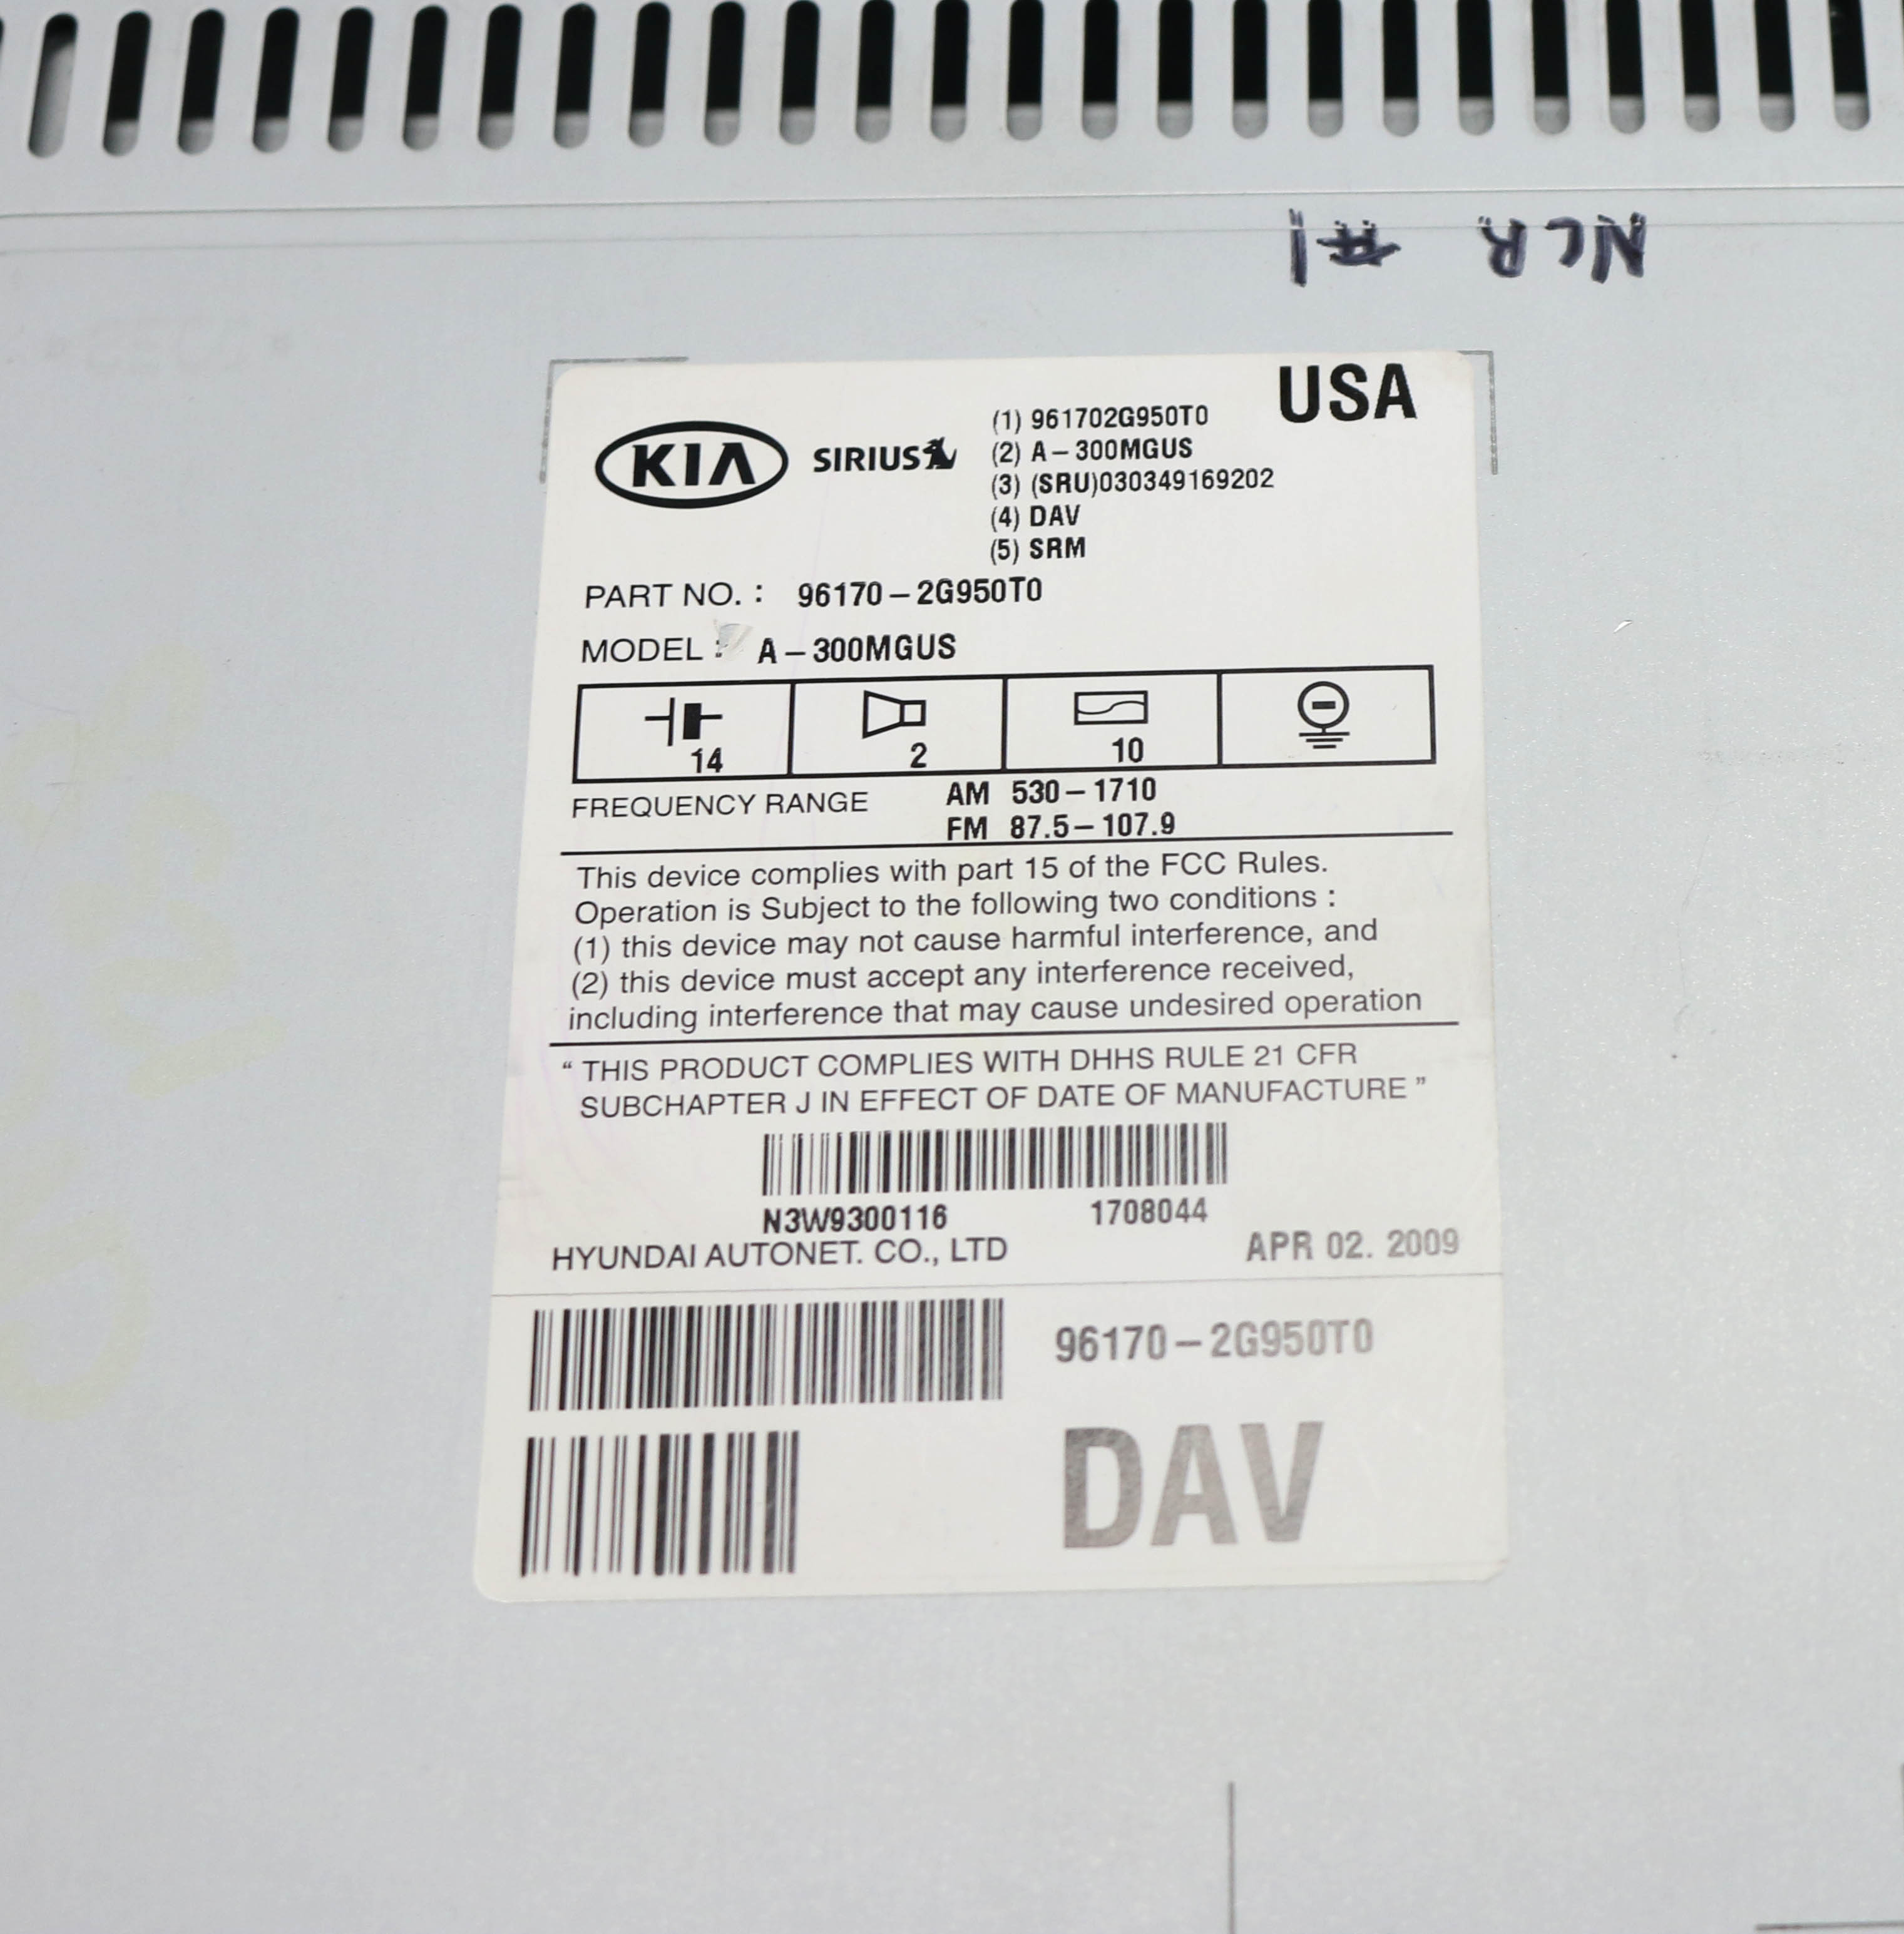 NCR #1
USA
KIA
SIRIUS
(1) 961702G950T0
(2) A-300MGUS
(3) (SRU)030349169202
(4) DAV
(5) SRM
PART NO. : 96170-2G950T0
MODEL : A-300MGUS
14 2 10
FREQUENCY RANGE AM 530-1710
FM 87.5-107.9
This device complies with part 15 of the FCC Rules.
Operation is Subject to the following two conditions :
(1) this device may not cause harmful interference, and
(2) this device must accept any interference received,
including interference that may cause undesired operation
“ THIS PRODUCT COMPLIES WITH DHHS RULE 21 CFR
SUBCHAPTER J IN EFFECT OF DATE OF MANUFACTURE ”
N3W9300116 1708044
HYUNDAI AUTONET. CO., LTD APR 02. 2009
96170-2G950T0
DAV